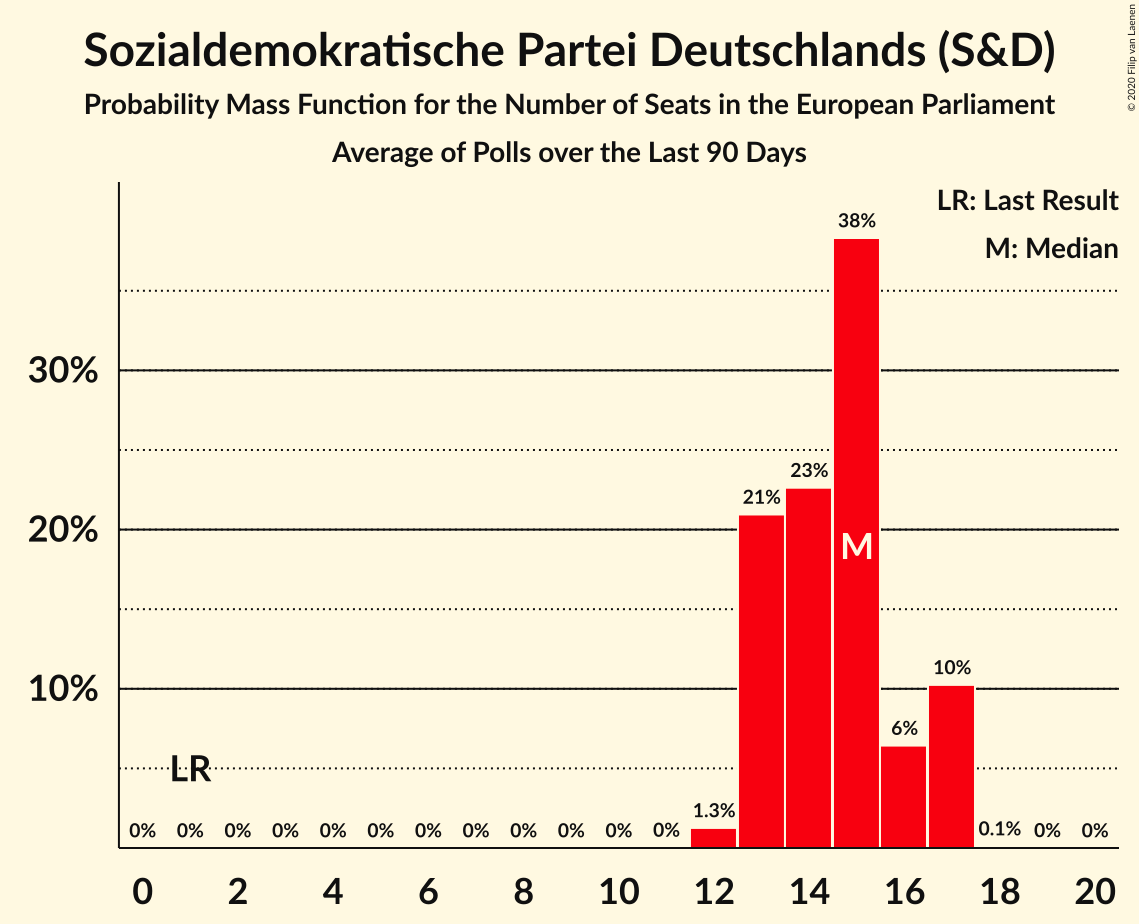 Sozialdemokratische Partei Deutschlands (S&D)
Probability Mass Function for the Number of Seats in the European Parliament
Average of Polls over the Last 90 Days
© 2020 Filip van Laenen
LR: Last Result
M: Median
38%
30%
23%
21%
20%
M
10%
10%
6%
LR
1.3%
0% 0% 0% 0% 0% 0% 0% 0% 0% 0% 0% 0% 0.1% 0% 0%
0 2 4 6 8 10 12 14 16 18 20